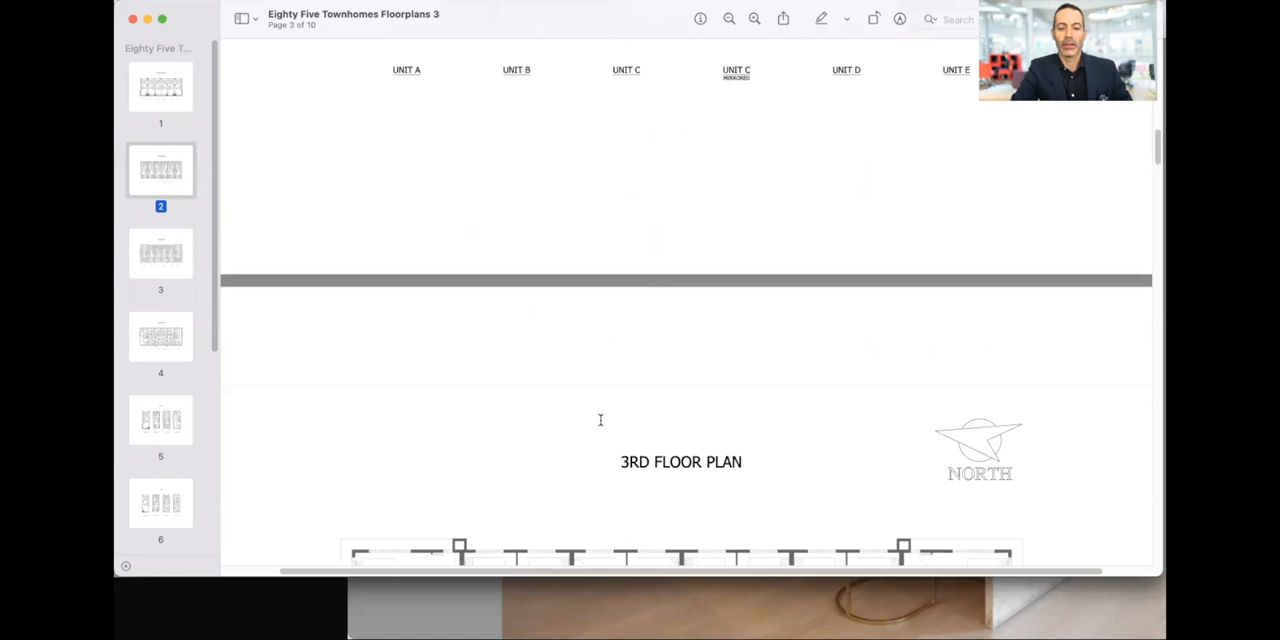 Eighty Five Townhomes Floorplans 3
Page 3 of 10
Search
Eighty Five T...
1
2
3
4
5
6
UNIT A
UNIT B
UNIT C
UNIT C
MIRRORED
UNIT D
UNIT E
3RD FLOOR PLAN
NORTH